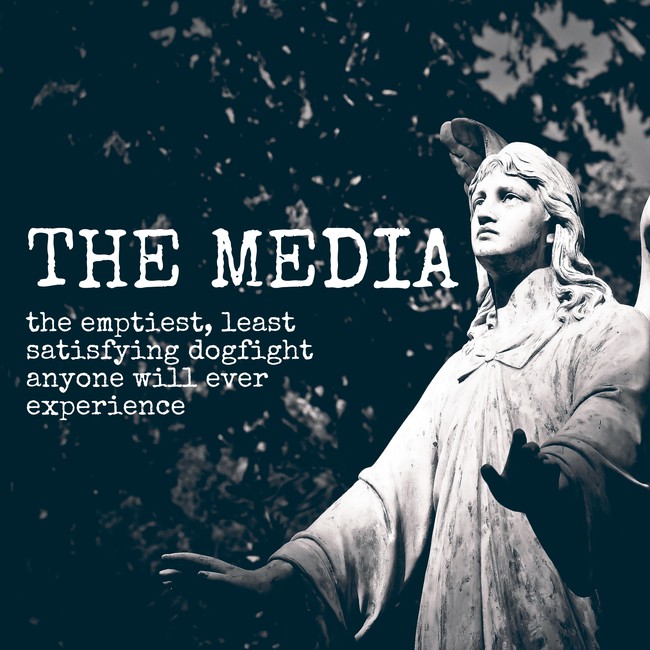 THE MEDIA
the emptiest, least
satisfying dogfight
anyone will ever
experience